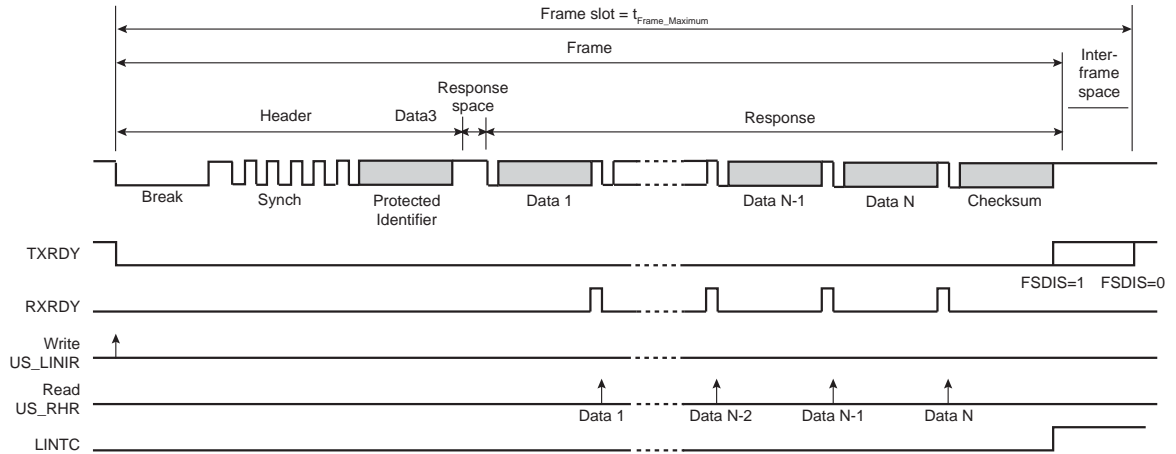 Frame slot = tFrame_Maximum
Frame
Inter-
frame
space
Response
space
Header
Data3
Response
Break
Synch
Protected
Identifier
Data 1
Data N-1
Data N
Checksum
TXRDY
FSDIS=1
FSDIS=0
RXRDY
Write
US_LINIR
Read
US_RHR
Data 1
Data N-2
Data N-1
Data N
LINTC